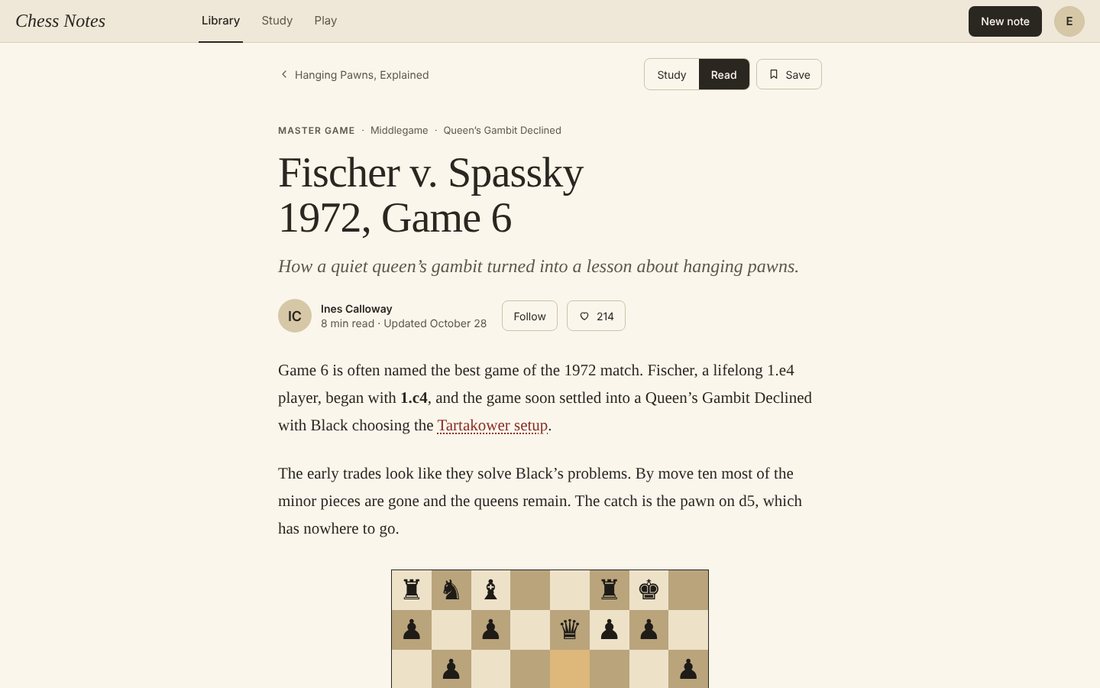 Chess Notes
Library
Study
Play
New note
E
Hanging Pawns, Explained
Study
Read
Save
MASTER GAME · Middlegame · Queen’s Gambit Declined
Fischer v. Spassky
1972, Game 6
How a quiet queen’s gambit turned into a lesson about hanging pawns.
IC
Ines Calloway
8 min read · Updated October 28
Follow
214
Game 6 is often named the best game of the 1972 match. Fischer, a lifelong 1.e4
player, began with 1.c4, and the game soon settled into a Queen’s Gambit Declined
with Black choosing the Tartakower setup.
The early trades look like they solve Black’s problems. By move ten most of the
minor pieces are gone and the queens remain. The catch is the pawn on d5, which
has nowhere to go.